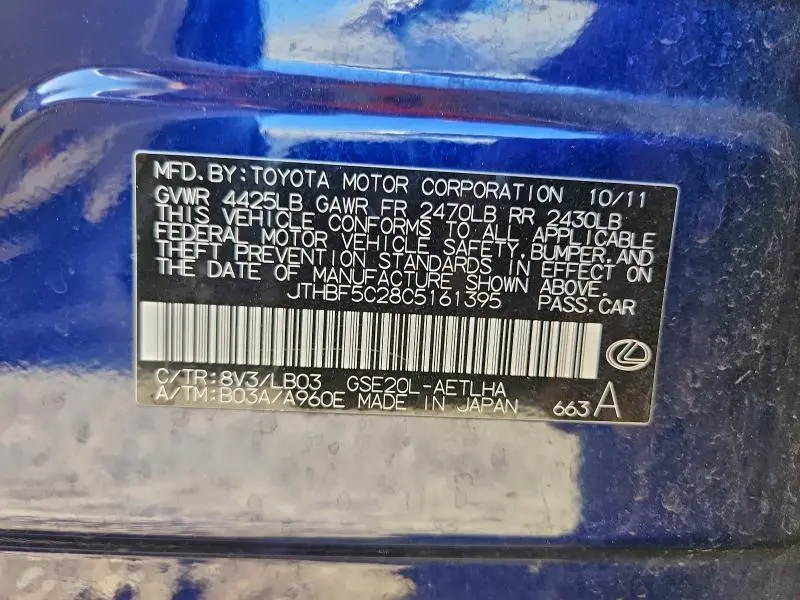 MFD.BY:TOYOTA MOTOR CORPORATION 10/11
GVWR 4425LB GAWR FR 2470LB RR 2430LB
THIS VEHICLE CONFORMS TO ALL APPLICABLE
FEDERAL MOTOR VEHICLE SAFETY,BUMPER,AND
THEFT PREVENTION STANDARDS IN EFFECT ON
THE DATE OF MANUFACTURE SHOWN ABOVE.
JTHBF5C28C5161395 PASS.CAR
C/TR:8V3/LB03 GSE20L-AETLHA
A/TM:B03A/A960E MADE IN JAPAN 663A